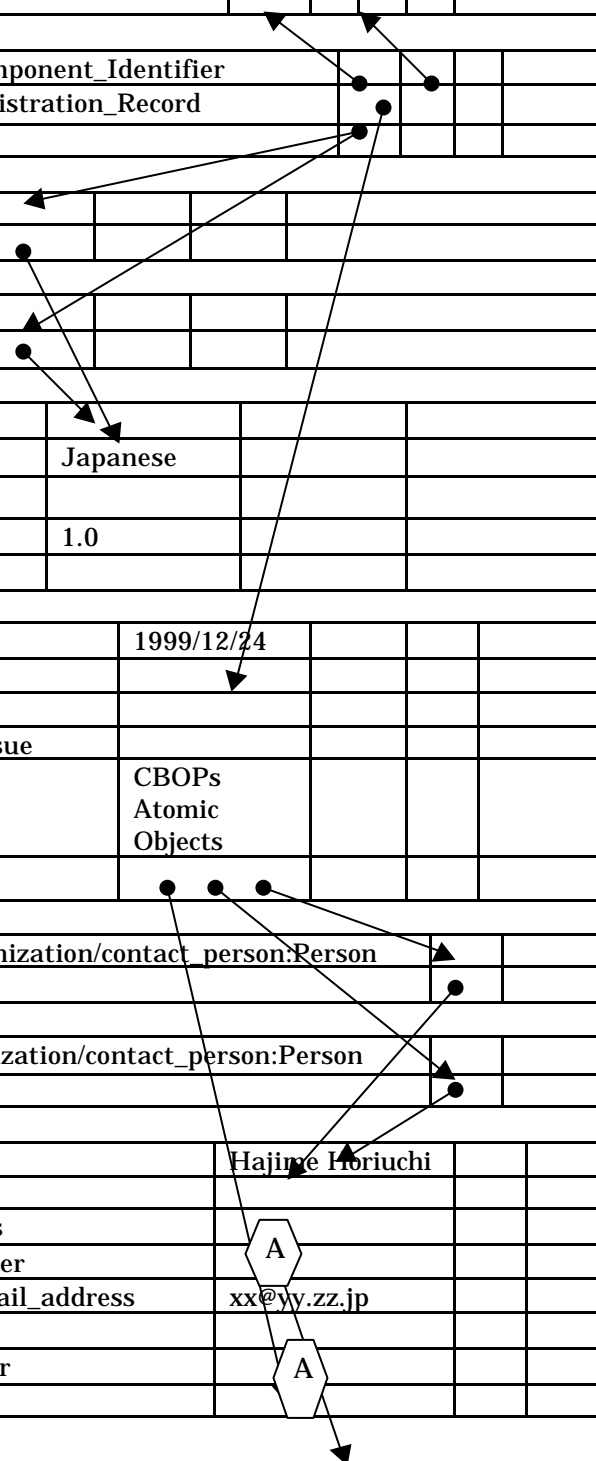 mponent_Identifier
istration_Record
Japanese
1.0
1999/12/24
sue
CBOPs
Atomic
Objects
nization/contact_person:Person
zation/contact_person:Person
Hajime Horiuchi
s
A
er
ail_address xx@yy.zz.jp
r
A